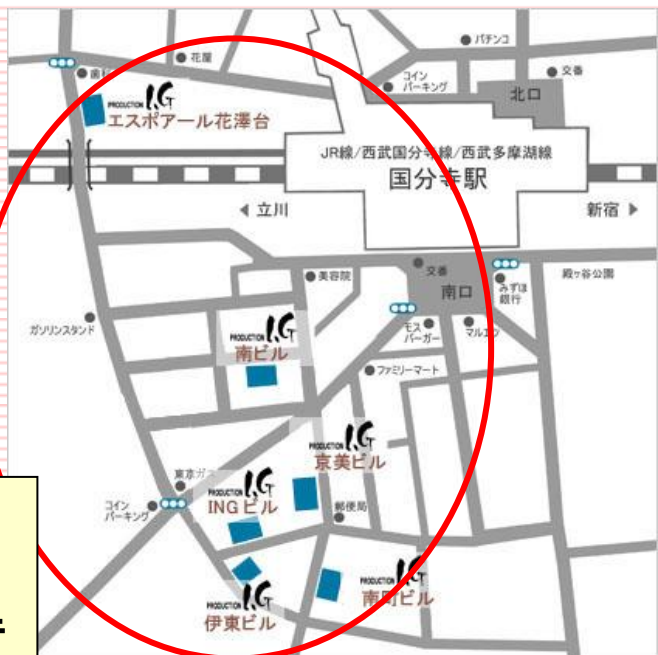 パチンコ
花屋
交番
コイン
パーキング
北口
PRODUCTION I.G
エスポアール花澤台
JR線/西武国分寺線/西武多摩湖線
国分寺駅
立川
新宿
交番
美容院
南口
みずほ
銀行
殿ヶ谷公園
ガソリンスタンド
PRODUCTION I.G
南ビル
モス
バーガー
マルエツ
ファミリーマート
PRODUCTION I.G
京美ビル
東京ガス
PRODUCTION I.G
INGビル
コイン
パーキング
郵便局
PRODUCTION I.G
南町ビル
PRODUCTION I.G
伊東ビル